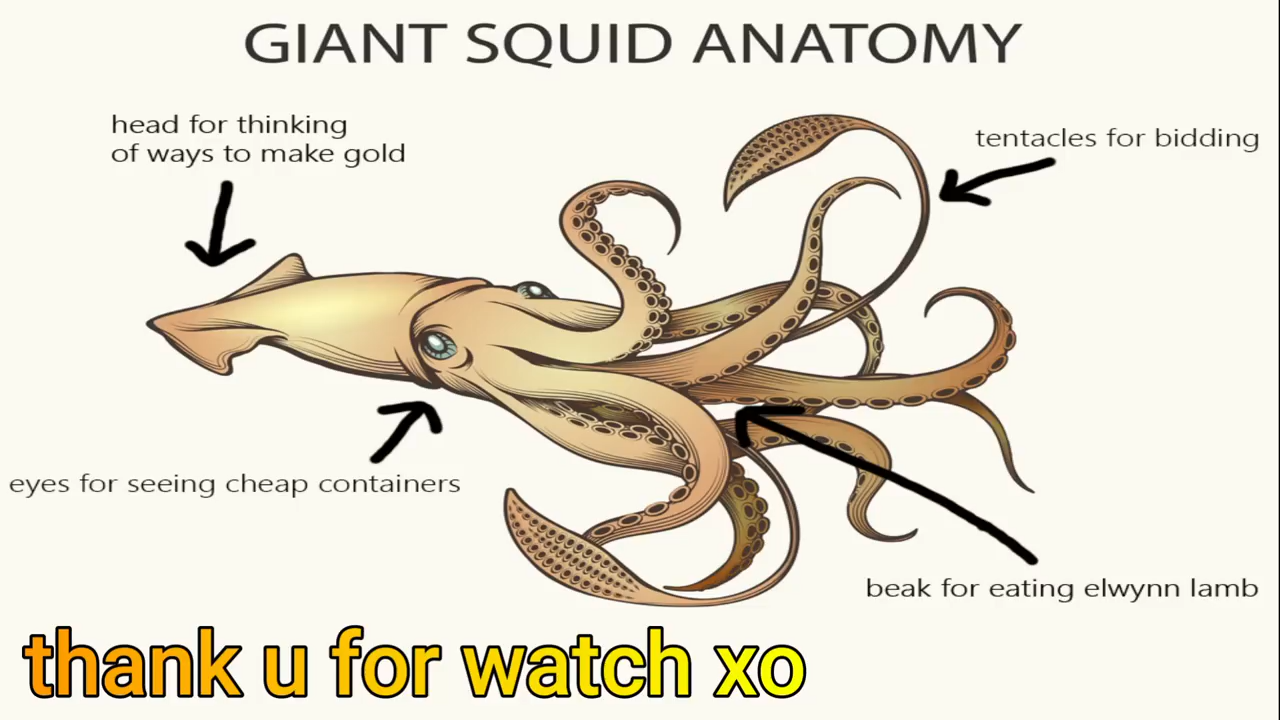 GIANT SQUID ANATOMY
head for thinking
of ways to make gold
tentacles for bidding
eyes for seeing cheap containers
beak for eating elwynn lamb
thank u for watch xo